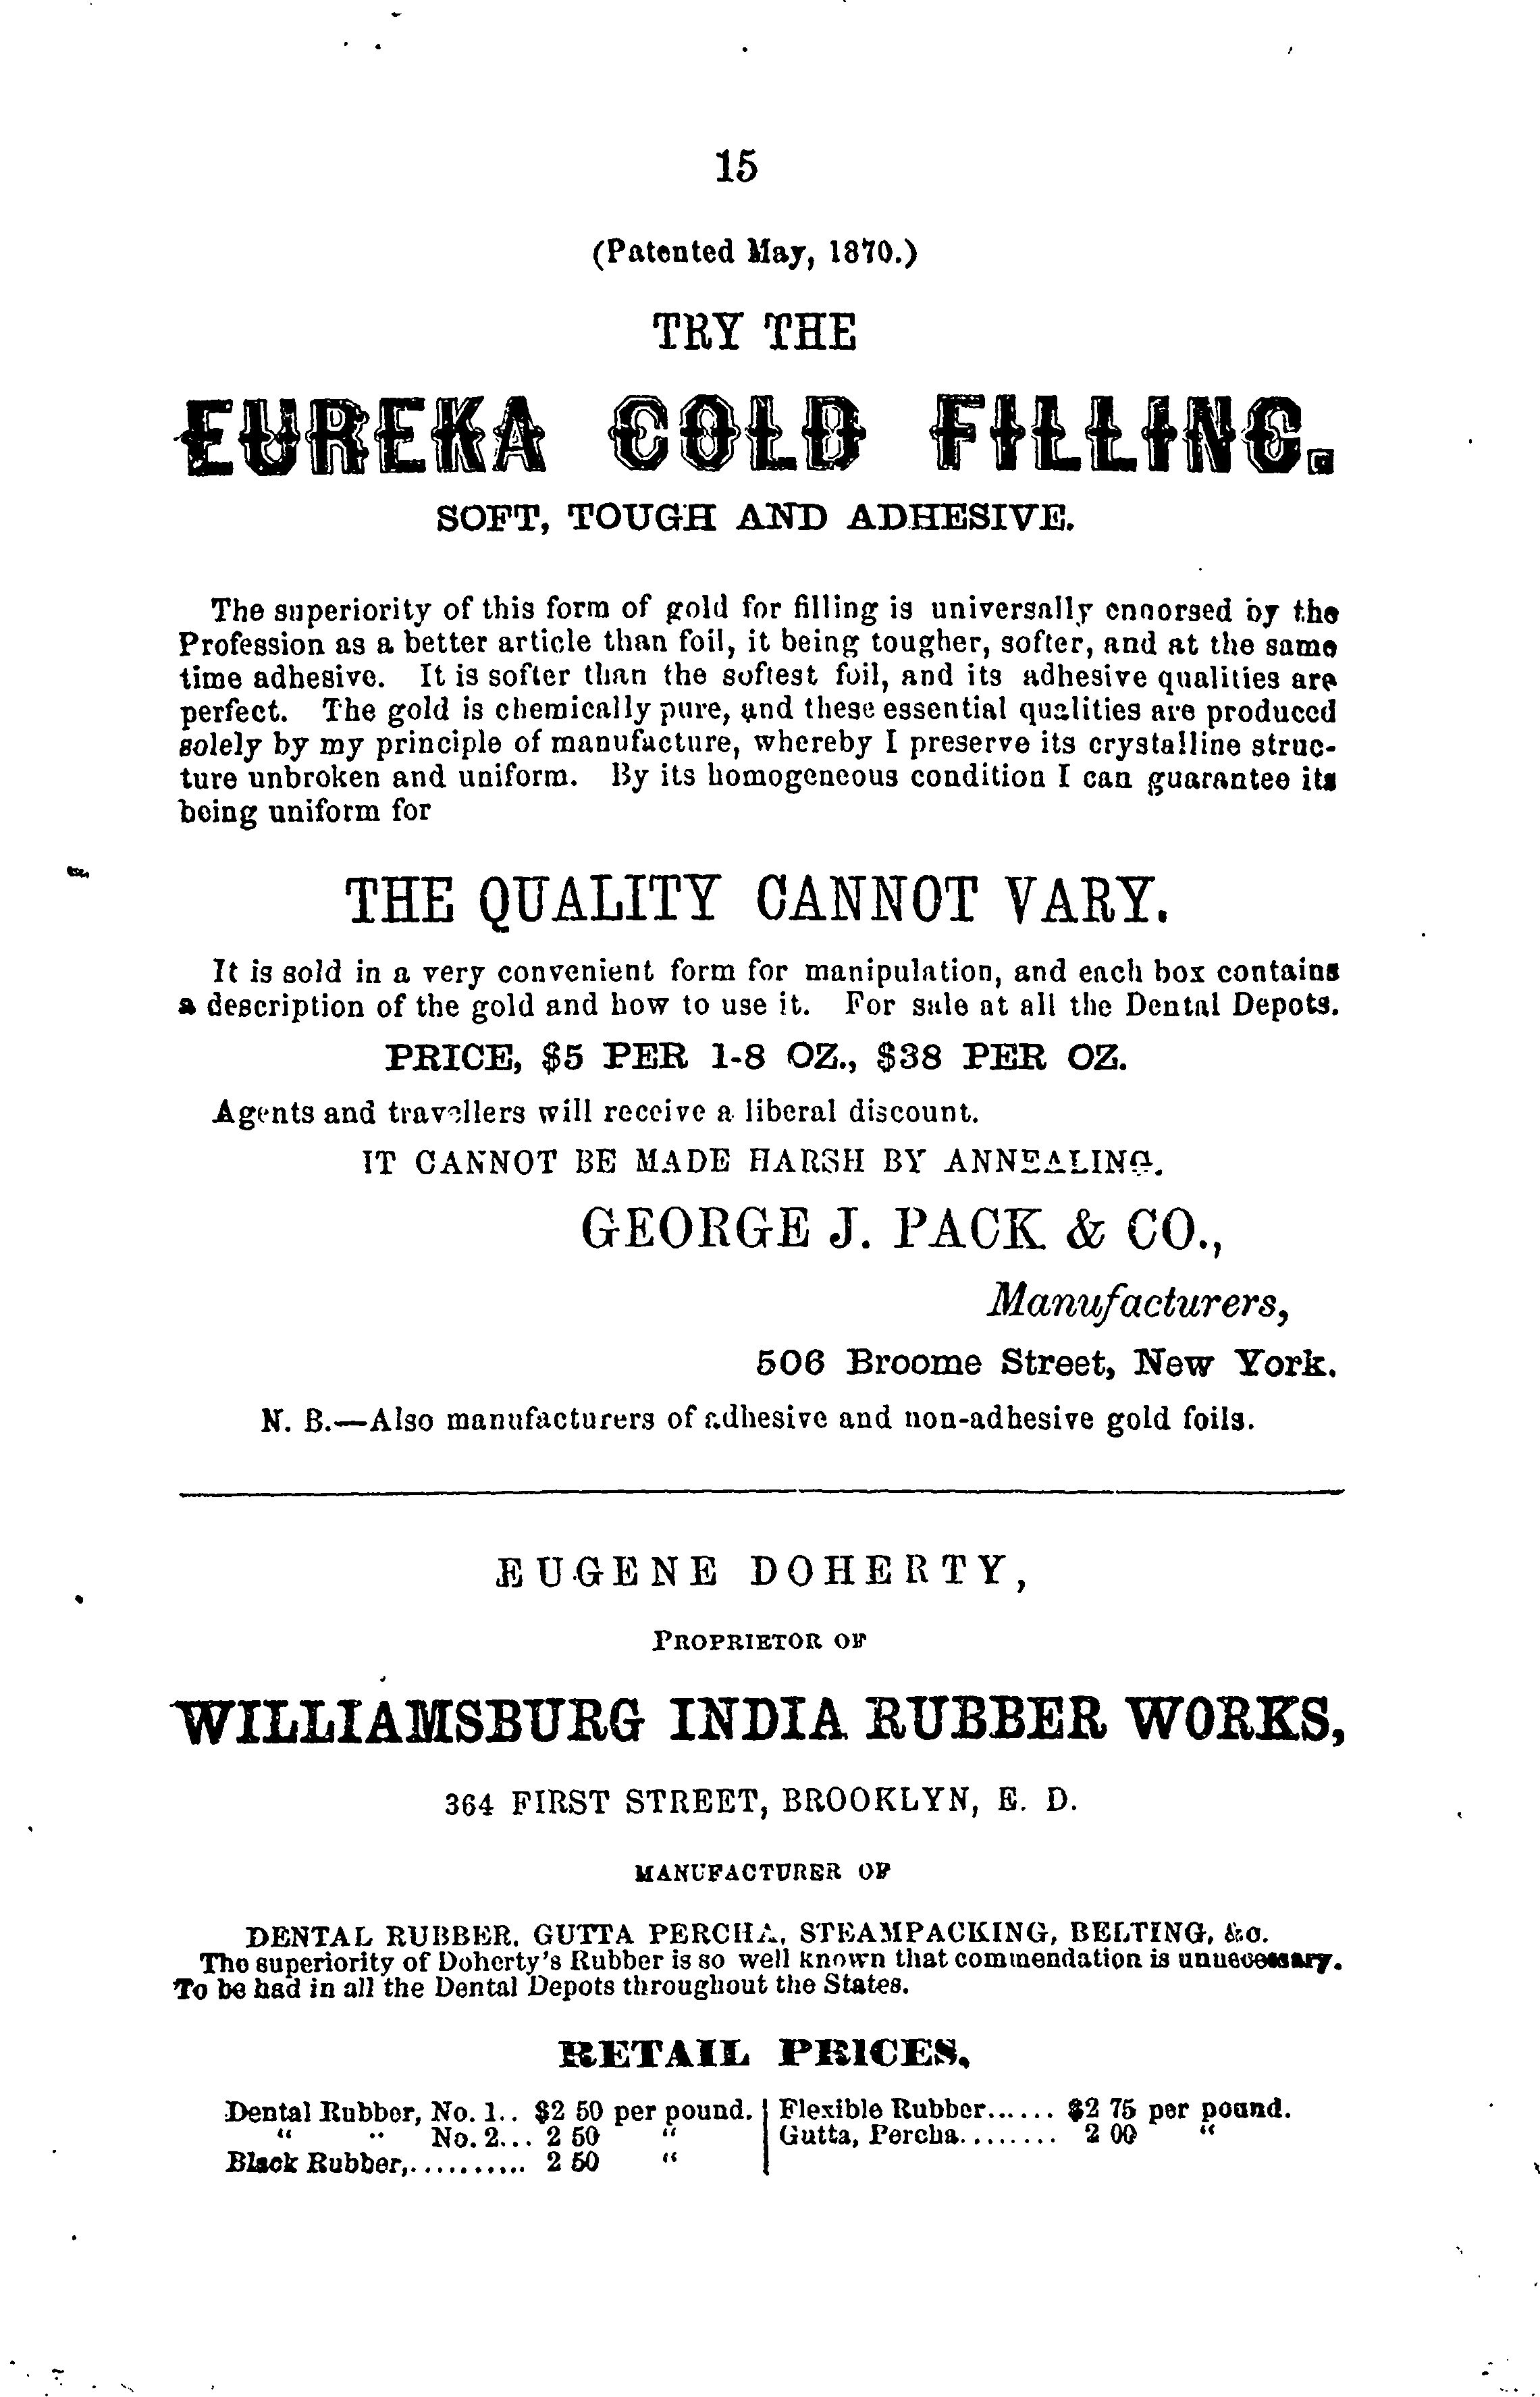 15
(Patented May, 1870.)
TRY THE
EUREKA GOLD FILLING.
SOFT, TOUGH AND ADHESIVE.
The superiority of this form of gold for filling is universally endorsed by the
Profession as a better article than foil, it being tougher, softer, and at the same
time adhesive. It is softer than the softest foil, and its adhesive qualities are
perfect. The gold is chemically pure, and these essential qualities are produced
solely by my principle of manufacture, whereby I preserve its crystalline struc-
ture unbroken and uniform. By its homogeneous condition I can guarantee its
being uniform for
THE QUALITY CANNOT VARY.
It is sold in a very convenient form for manipulation, and each box contains
a description of the gold and how to use it. For sale at all the Dental Depots.
PRICE, $5 PER 1-8 OZ., $38 PER OZ.
Agents and travellers will receive a liberal discount.
IT CANNOT BE MADE HARSH BY ANNEALING.
GEORGE J. PACK & CO.,
Manufacturers,
506 Broome Street, New York.
N. B.—Also manufacturers of adhesive and non-adhesive gold foils.
EUGENE DOHERTY,
PROPRIETOR OF
WILLIAMSBURG INDIA RUBBER WORKS,
364 FIRST STREET, BROOKLYN, E. D.
MANUFACTURER OF
DENTAL RUBBER, GUTTA PERCHA, STEAMPACKING, BELTING, &c.
The superiority of Doherty's Rubber is so well known that commendation is unnecessary.
To be had in all the Dental Depots throughout the States.
RETAIL PRICES.
Dental Rubber, No. 1.. $2 50 per pound.
" " No. 2... 2 50 "
Black Rubber,.......... 2 50 "
Flexible Rubber...... $2 75 per pound.
Gutta, Percha........ 2 00 "